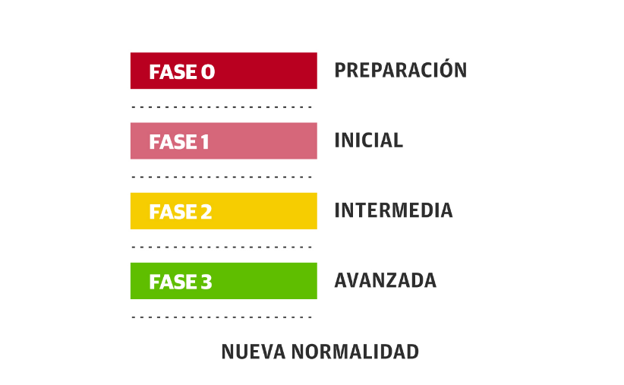 FASE 0 PREPARACIÓN
FASE 1 INICIAL
FASE 2 INTERMEDIA
FASE 3 AVANZADA
NUEVA NORMALIDAD